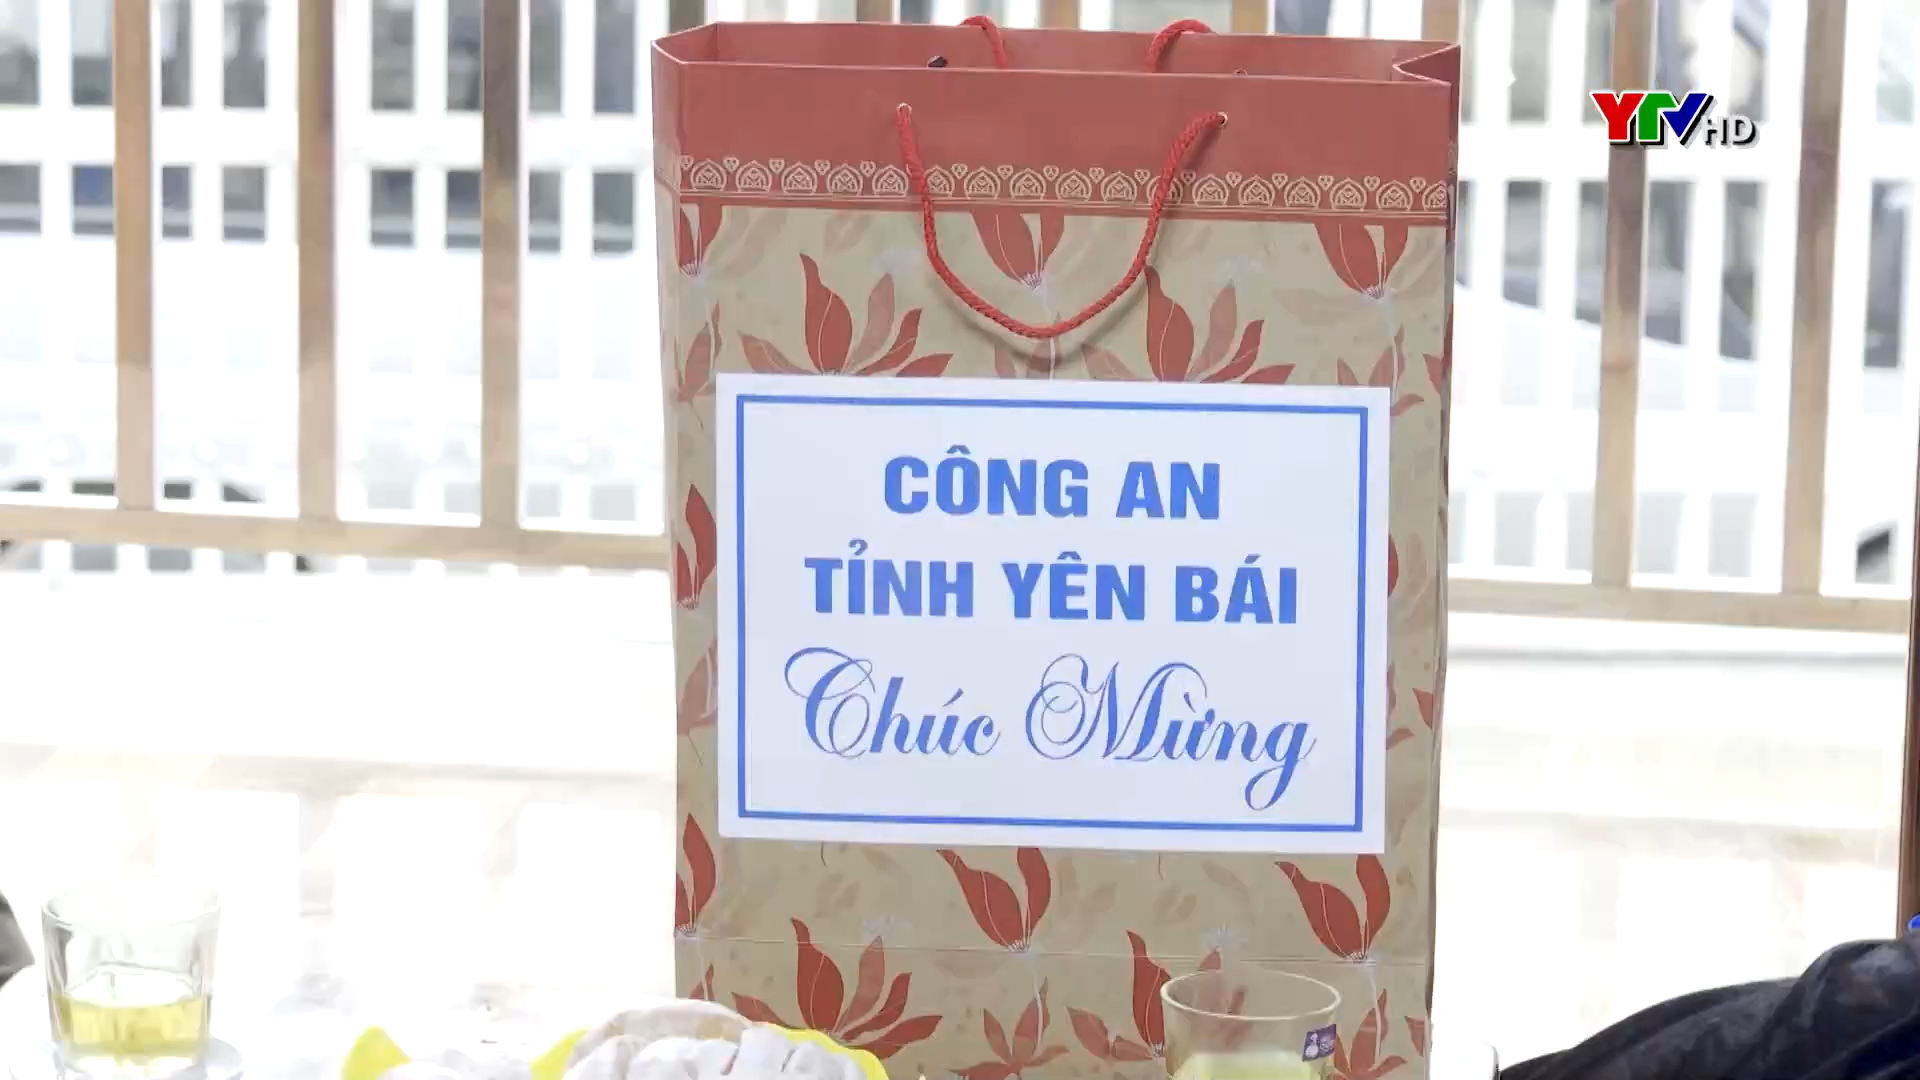 YTV HD
CÔNG AN
TỈNH YÊN BÁI
Chúc Mừng